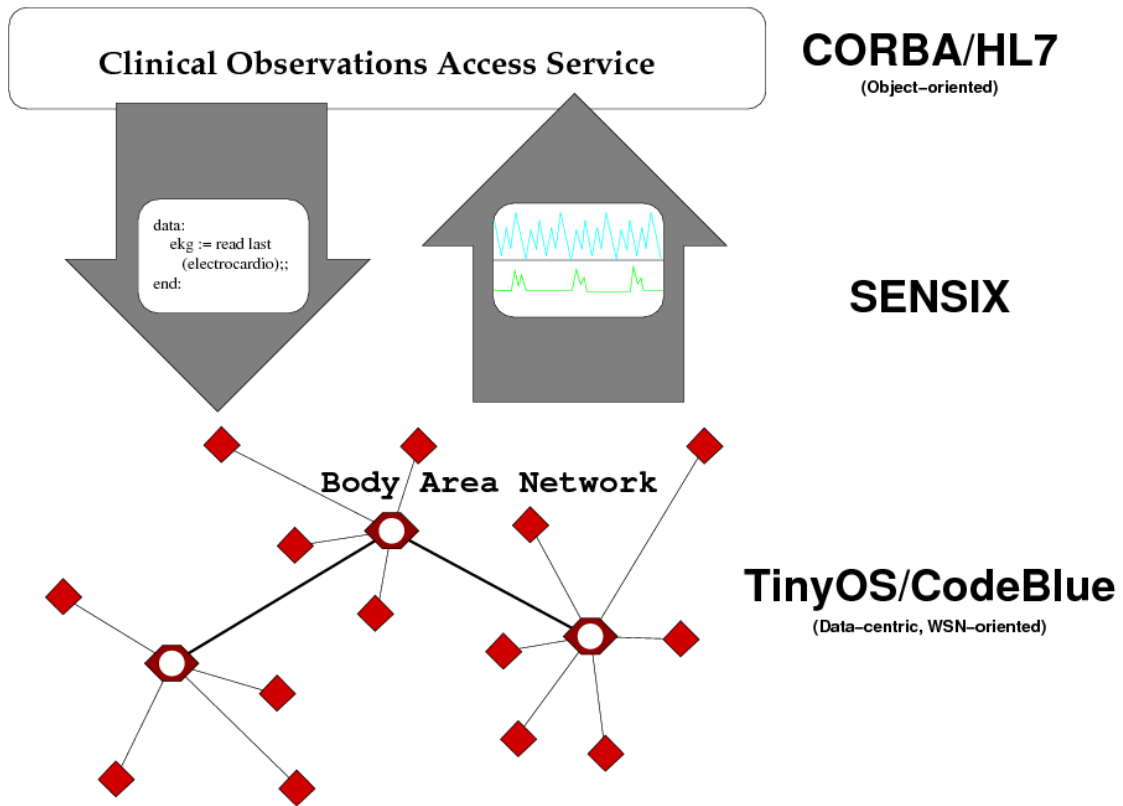 Clinical Observations Access Service
CORBA/HL7
(Object-oriented)
data:
ekg := read last
(electrocardio);;
end:
SENSIX
Body Area Network
TinyOS/CodeBlue
(Data-centric, WSN-oriented)